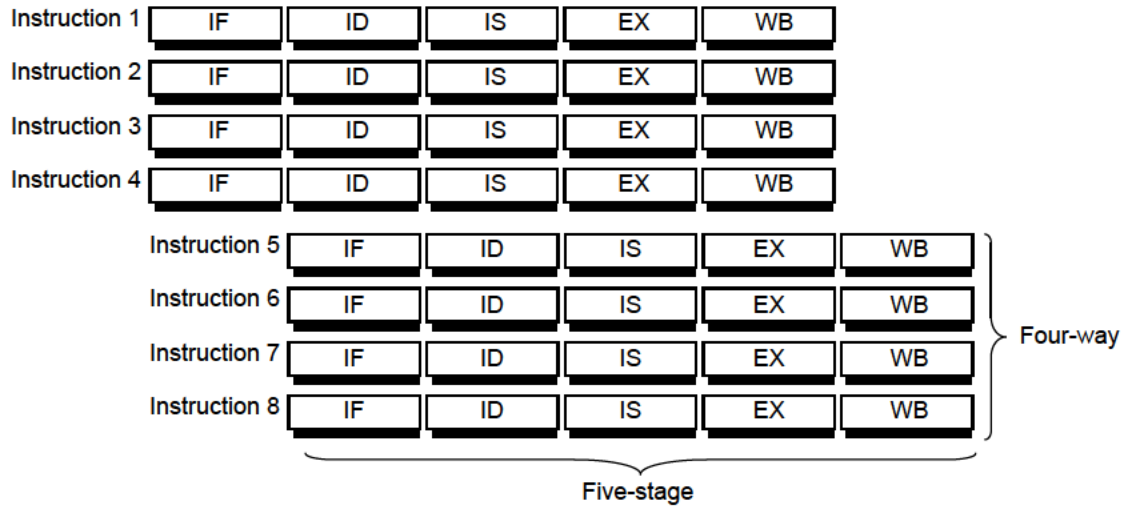 Instruction 1 IF ID IS EX WB
Instruction 2 IF ID IS EX WB
Instruction 3 IF ID IS EX WB
Instruction 4 IF ID IS EX WB
Instruction 5 IF ID IS EX WB
Instruction 6 IF ID IS EX WB
Instruction 7 IF ID IS EX WB
Instruction 8 IF ID IS EX WB
Four-way
Five-stage